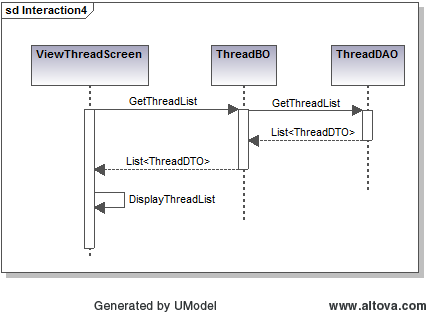 sd Interaction4
ViewThreadScreen
ThreadBO
ThreadDAO
GetThreadList
GetThreadList
List<ThreadDTO>
List<ThreadDTO>
DisplayThreadList
Generated by UModel
www.altova.com